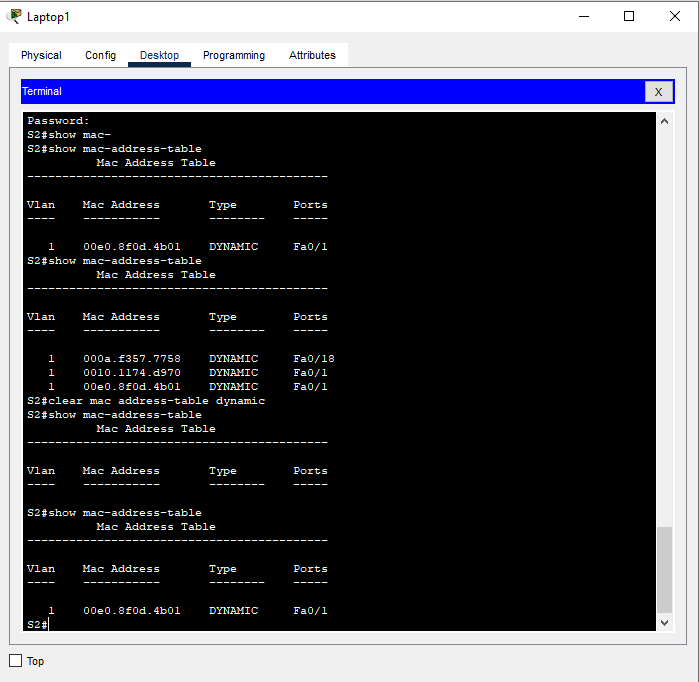 Laptop1
Physical Config Desktop Programming Attributes
Terminal X
Password:
S2#show mac-
S2#show mac-address-table
Mac Address Table
-------------------------------------------
Vlan Mac Address Type Ports
---- ----------- -------- -----
1 00e0.8f0d.4b01 DYNAMIC Fa0/1
S2#show mac-address-table
Mac Address Table
-------------------------------------------
Vlan Mac Address Type Ports
---- ----------- -------- -----
1 000a.f357.7758 DYNAMIC Fa0/18
1 0010.1174.d970 DYNAMIC Fa0/1
1 00e0.8f0d.4b01 DYNAMIC Fa0/1
S2#clear mac address-table dynamic
S2#show mac-address-table
Mac Address Table
-------------------------------------------
Vlan Mac Address Type Ports
---- ----------- -------- -----
S2#show mac-address-table
Mac Address Table
-------------------------------------------
Vlan Mac Address Type Ports
---- ----------- -------- -----
1 00e0.8f0d.4b01 DYNAMIC Fa0/1
S2#
Top